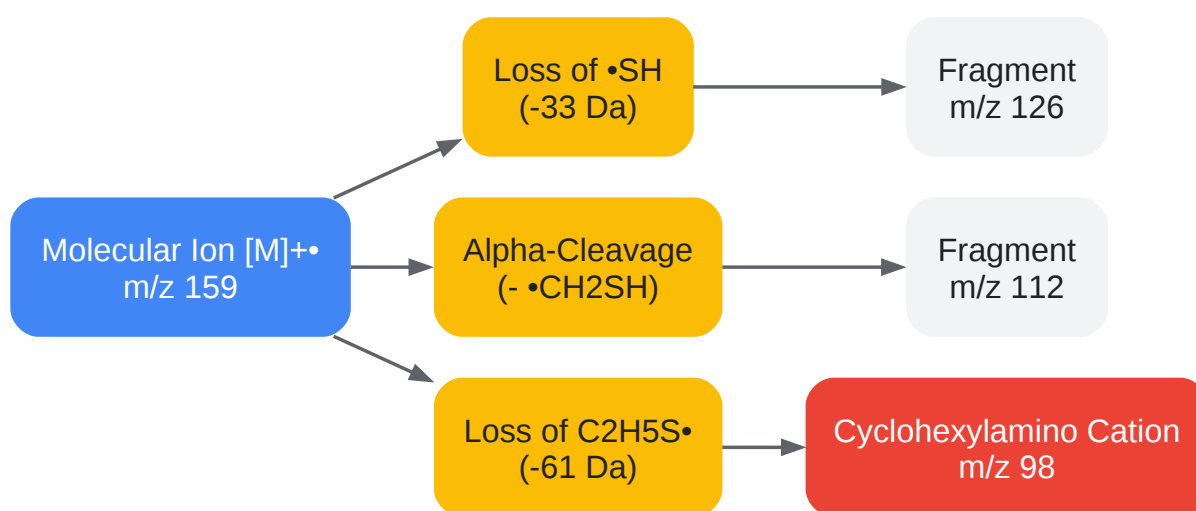 Loss of •SH
(-33 Da)
Fragment
m/z 126
Molecular Ion [M]+•
m/z 159
Alpha-Cleavage
(- •CH2SH)
Fragment
m/z 112
Loss of C2H5S•
(-61 Da)
Cyclohexylamino Cation
m/z 98